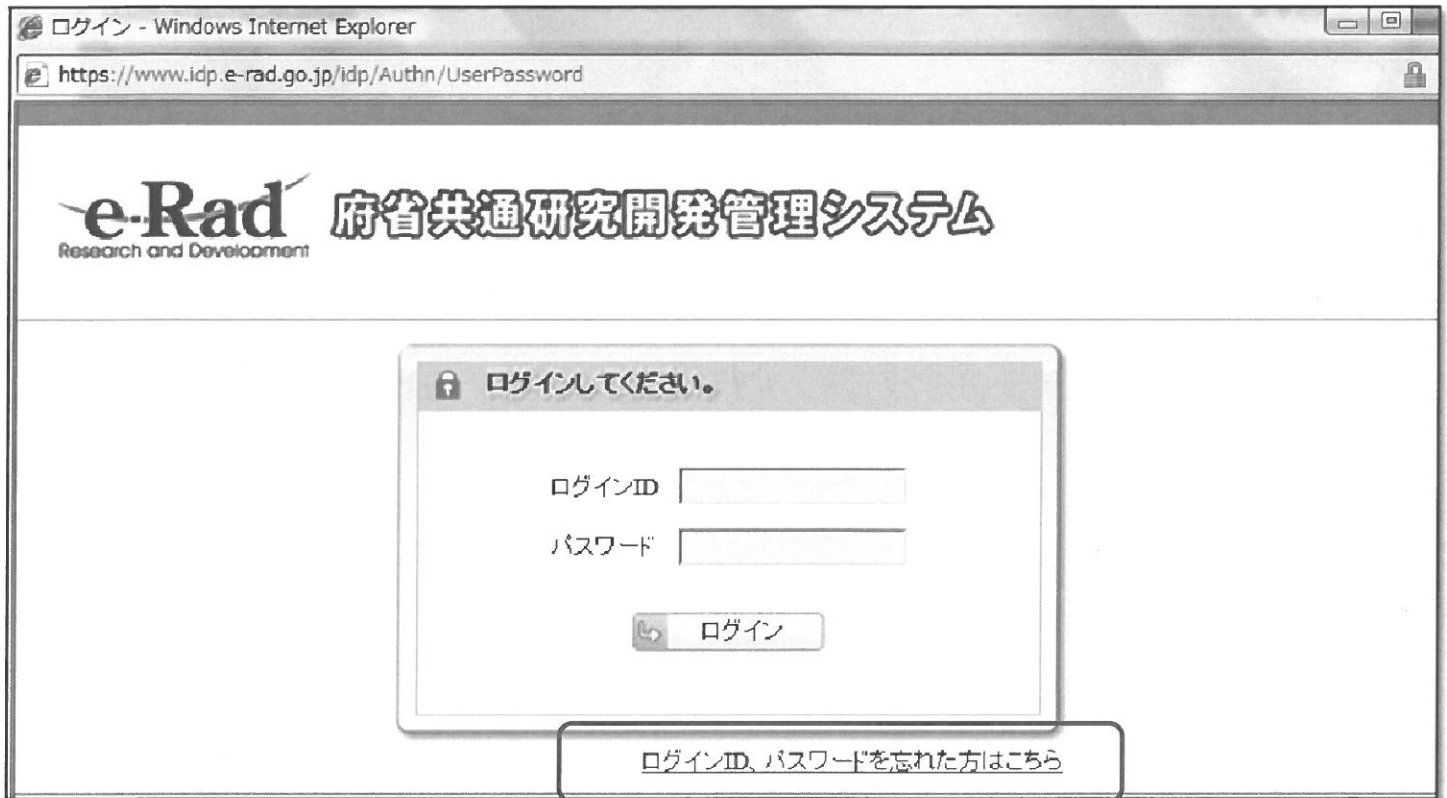 ログイン - Windows Internet Explorer
https://www.idp.e-rad.go.jp/idp/Authn/UserPassword
e-Rad 府省共通研究開発管理システム
Research and Development
ログインしてください。
ログインID
パスワード
ログイン
ログインID、パスワードを忘れた方はこちら